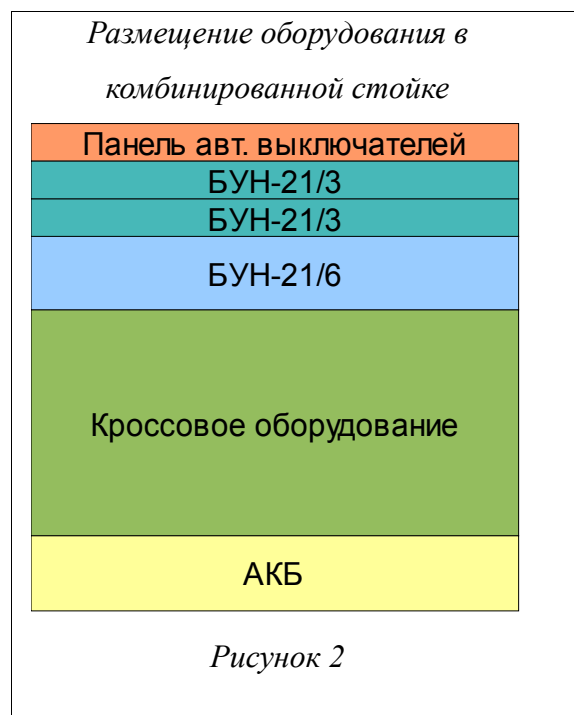 Размещение оборудования в
комбинированной стойке
Панель авт. выключателей
БУН-21/3
БУН-21/3
БУН-21/6
Кроссовое оборудование
АКБ
Рисунок 2